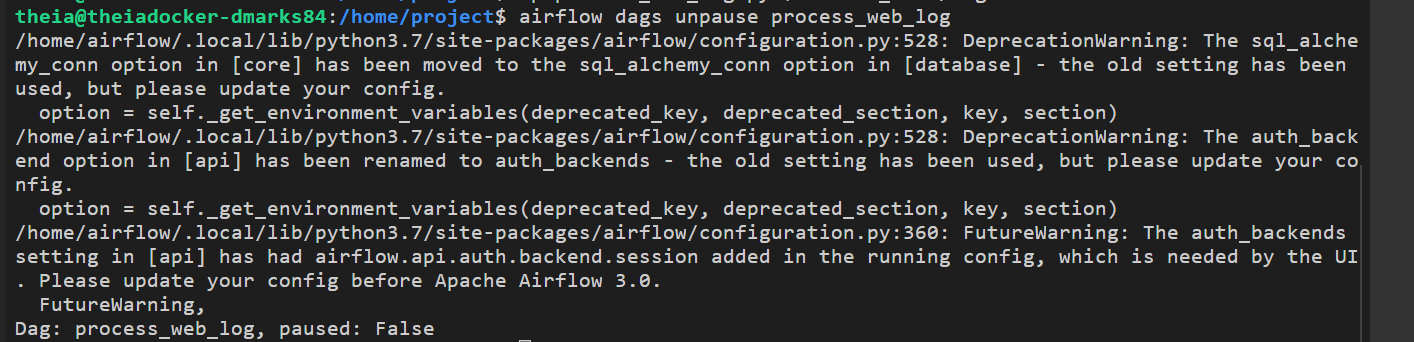 theia@theiadocker-dmarks84:/home/project$ airflow dags unpause process_web_log
/home/airflow/.local/lib/python3.7/site-packages/airflow/configuration.py:528: DeprecationWarning: The sql_alche
my_conn option in [core] has been moved to the sql_alchemy_conn option in [database] - the old setting has been
used, but please update your config.
  option = self._get_environment_variables(deprecated_key, deprecated_section, key, section)
/home/airflow/.local/lib/python3.7/site-packages/airflow/configuration.py:528: DeprecationWarning: The auth_back
end option in [api] has been renamed to auth_backends - the old setting has been used, but please update your co
nfig.
  option = self._get_environment_variables(deprecated_key, deprecated_section, key, section)
/home/airflow/.local/lib/python3.7/site-packages/airflow/configuration.py:360: FutureWarning: The auth_backends
setting in [api] has had airflow.api.auth.backend.session added in the running config, which is needed by the UI
. Please update your config before Apache Airflow 3.0.
  FutureWarning,
Dag: process_web_log, paused: False